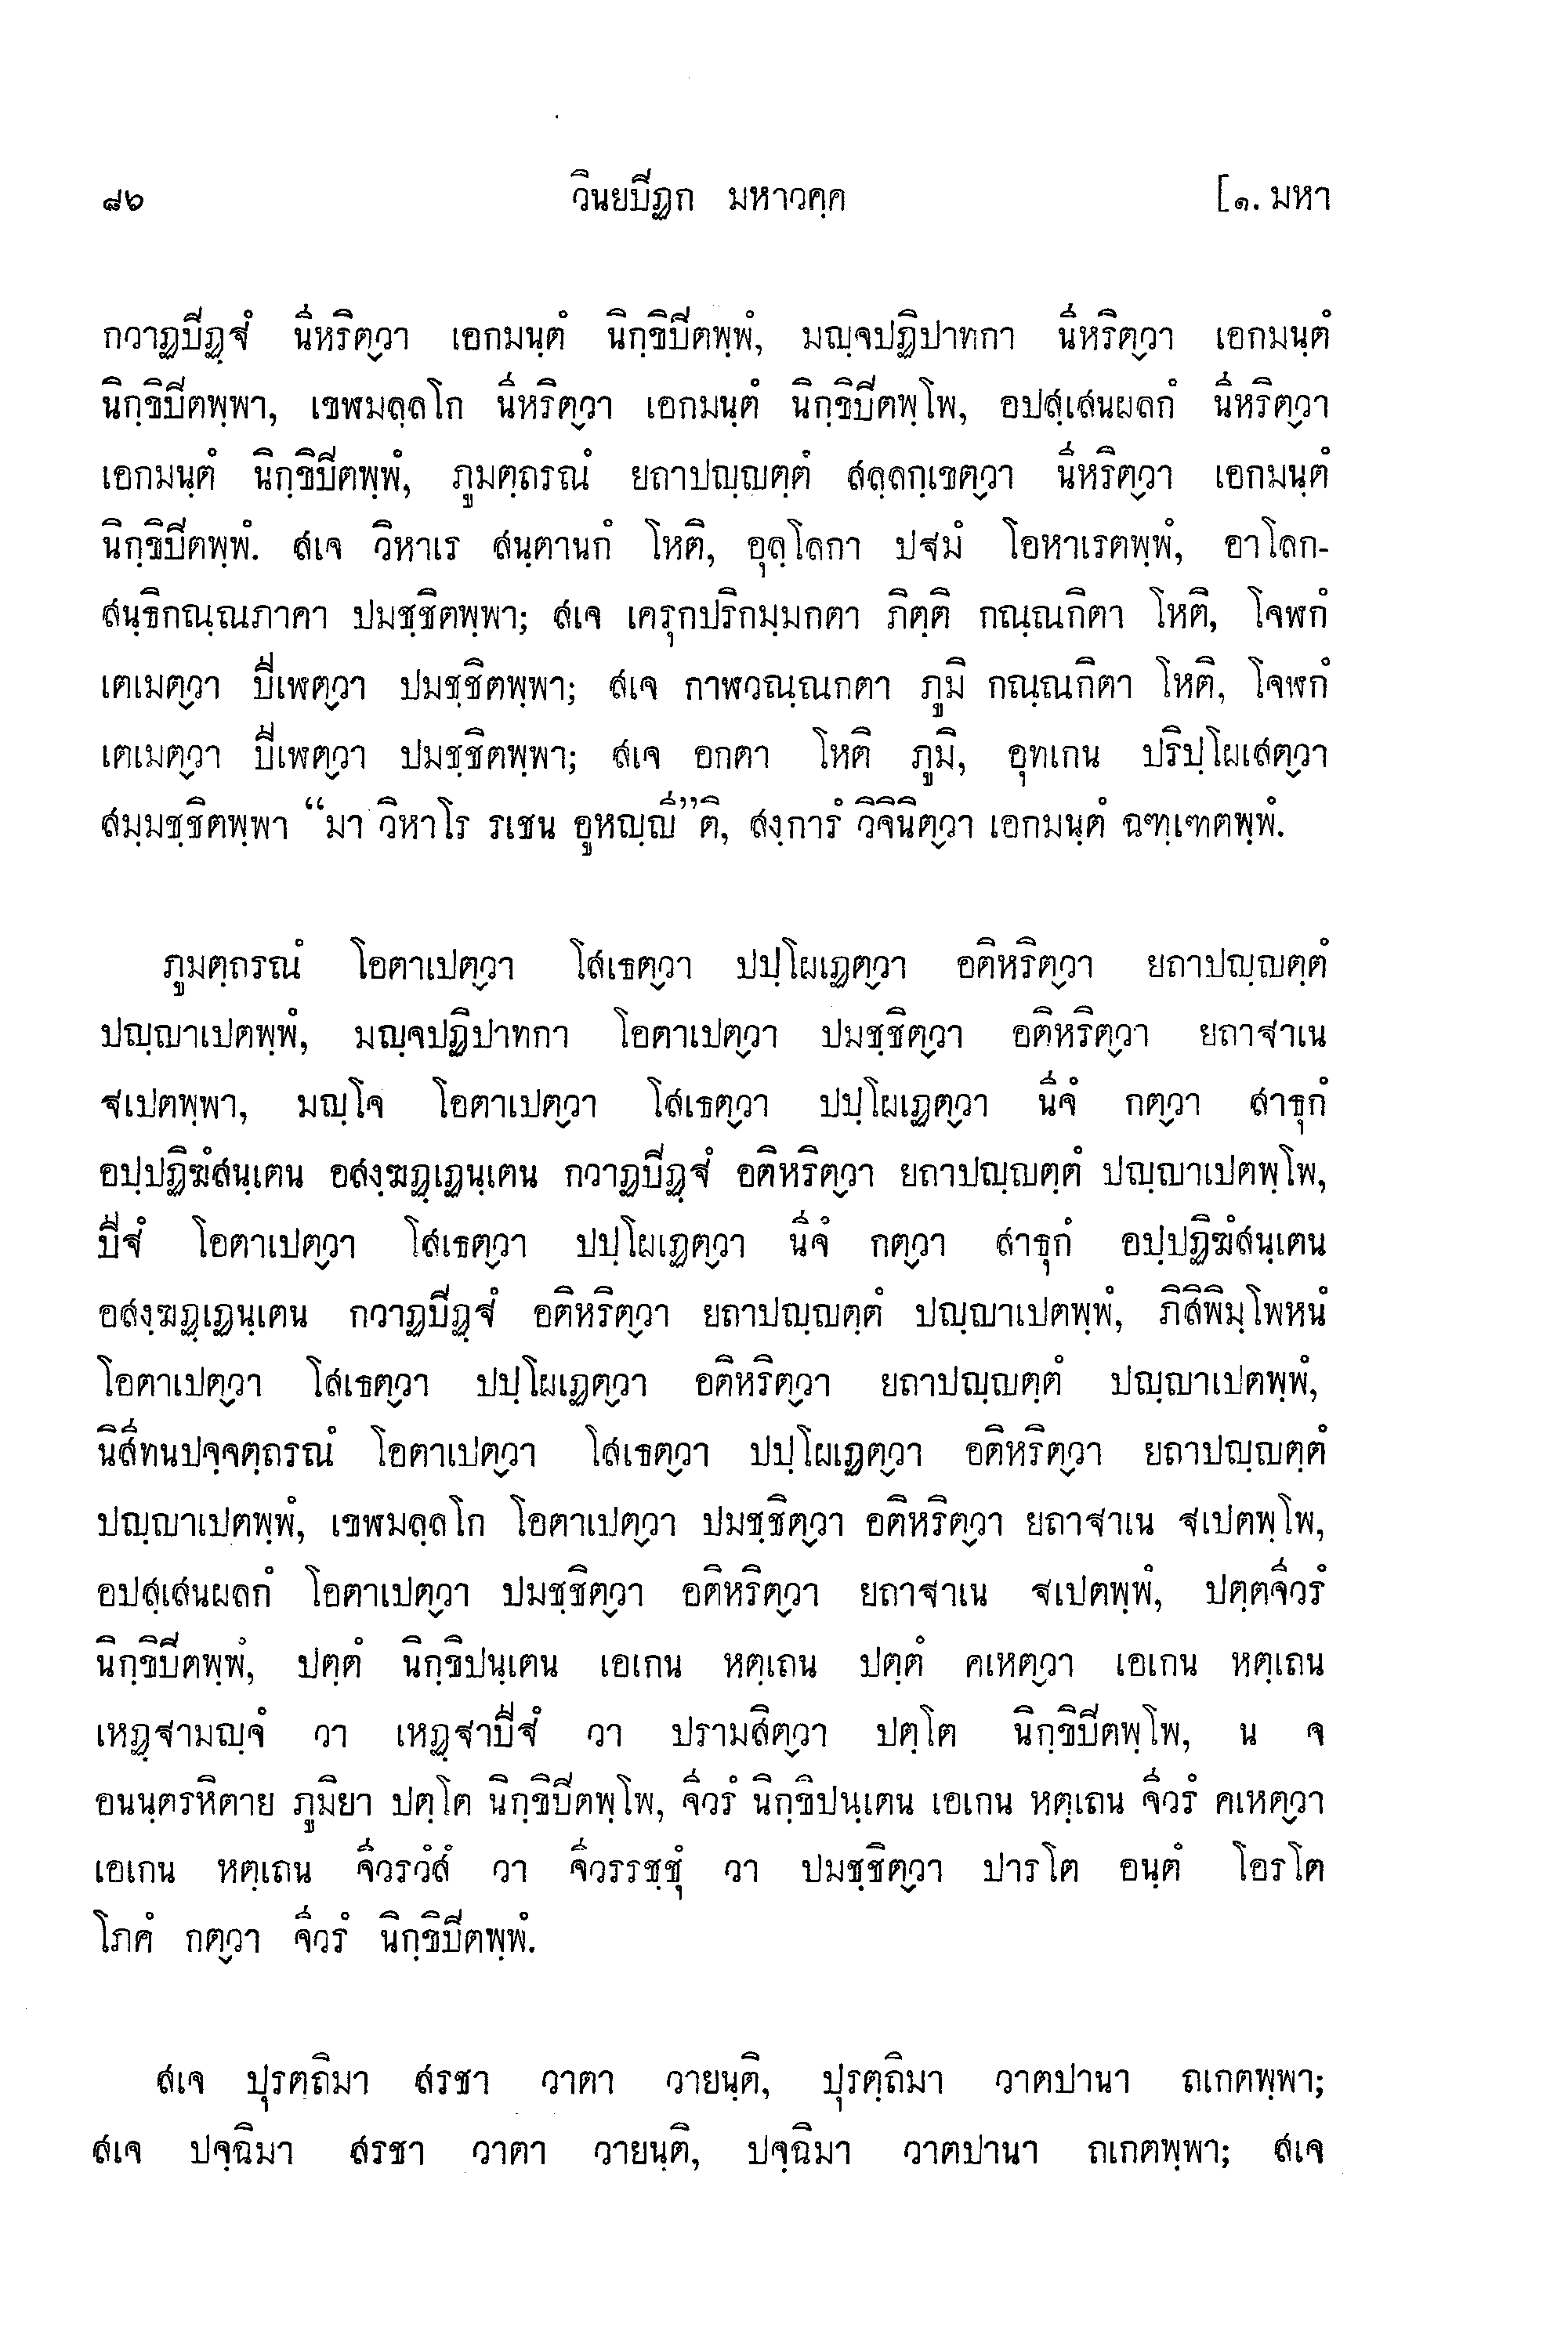 ๘๖ วินยปิฏก มหาวคฺค [๑. มหา
กวาฏปิฏฺฐํ นีหริตฺวา เอกมนฺตํ นิกฺขิปิตพฺพํ, มญฺจปฏิปาทกา นีหริตฺวา เอกมนฺตํ
นิกฺขิปิตพฺพา, เขฬมลฺลโก นีหริตฺวา เอกมนฺตํ นิกฺขิปิตพฺโพ, อปสฺเสนผลกํ นีหริตฺวา
เอกมนฺตํ นิกฺขิปิตพฺพํ, ภูมตฺถรณํ ยถาปญฺญตฺตํ สลฺลกฺเขตฺวา นีหริตฺวา เอกมนฺตํ
นิกฺขิปิตพฺพํ. สเจ วิหาเร สนฺตานกํ โหติ, อุลฺโลกา ปฐมํ โอหาเรตพฺพํ, อาโลก-
สนฺธิกณฺณภาคา ปมชฺชิตพฺพา; สเจ เครุกปริกมฺมกตา ภิตฺติ กณฺณกิตา โหติ, โจฬกํ
เตเมตฺวา ปีเฬตฺวา ปมชฺชิตพฺพา; สเจ กาฬวณฺณกตา ภูมิ กณฺณกิตา โหติ, โจฬกํ
เตเมตฺวา ปีเฬตฺวา ปมชฺชิตพฺพา; สเจ อกตา โหติ ภูมิ, อุทเกน ปริปฺโผเสตฺวา
สมฺมชฺชิตพฺพา “มา วิหาโร รเชน อูหญฺญี”ติ, สงฺการํ วิจินิตฺวา เอกมนฺตํ ฉฑฺเฑตพฺพํ.
ภูมตฺถรณํ โอตาเปตฺวา โสเธตฺวา ปปฺโผเฏตฺวา อติหริตฺวา ยถาปญฺญตฺตํ
ปญฺญาเปตพฺพํ, มญฺจปฏิปาทกา โอตาเปตฺวา ปมชฺชิตฺวา อติหริตฺวา ยถาฐาเน
ฐเปตพฺพา, มญฺโจ โอตาเปตฺวา โสเธตฺวา ปปฺโผเฏตฺวา นีจํ กตฺวา สาธุกํ
อปฺปฏิฆํสนฺเตน อสงฺฆฏฺเฏนฺเตน กวาฏปิฏฺฐํ อติหริตฺวา ยถาปญฺญตฺตํ ปญฺญาเปตพฺโพ,
ปีฐํ โอตาเปตฺวา โสเธตฺวา ปปฺโผเฏตฺวา นีจํ กตฺวา สาธุกํ อปฺปฏิฆํสนฺเตน
อสงฺฆฏฺเฏนฺเตน กวาฏปิฏฺฐํ อติหริตฺวา ยถาปญฺญตฺตํ ปญฺญาเปตพฺพํ, ภิสิพิมฺโพหนํ
โอตาเปตฺวา โสเธตฺวา ปปฺโผเฏตฺวา อติหริตฺวา ยถาปญฺญตฺตํ ปญฺญาเปตพฺพํ,
นิสีทนปจฺจตฺถรณํ โอตาเปตฺวา โสเธตฺวา ปปฺโผเฏตฺวา อติหริตฺวา ยถาปญฺญตฺตํ
ปญฺญาเปตพฺพํ, เขฬมลฺลโก โอตาเปตฺวา ปมชฺชิตฺวา อติหริตฺวา ยถาฐาเน ฐเปตพฺโพ,
อปสฺเสนผลกํ โอตาเปตฺวา ปมชฺชิตฺวา อติหริตฺวา ยถาฐาเน ฐเปตพฺพํ, ปตฺตจีวรํ
นิกฺขิปิตพฺพํ, ปตฺตํ นิกฺขิปนฺเตน เอเกน หตฺเถน ปตฺตํ คเหตฺวา เอเกน หตฺเถน
เหฏฺฐามญฺจํ วา เหฏฺฐาปีฐํ วา ปรามสิตฺวา ปตฺโต นิกฺขิปิตพฺโพ, น จ
อนนฺตรหิตาย ภูมิยา ปตฺโต นิกฺขิปิตพฺโพ, จีวรํ นิกฺขิปนฺเตน เอเกน หตฺเถน จีวรํ คเหตฺวา
เอเกน หตฺเถน จีวรวํสํ วา จีวรรชฺชุํ วา ปมชฺชิตฺวา ปารโต อนฺตํ โอรโต
โภคํ กตฺวา จีวรํ นิกฺขิปิตพฺพํ.
สเจ ปุรตฺถิมา สรชา วาตา วายนฺติ, ปุรตฺถิมา วาตปานา ถเกตพฺพา;
สเจ ปจฺฉิมา สรชา วาตา วายนฺติ, ปจฺฉิมา วาตปานา ถเกตพฺพา; สเจ